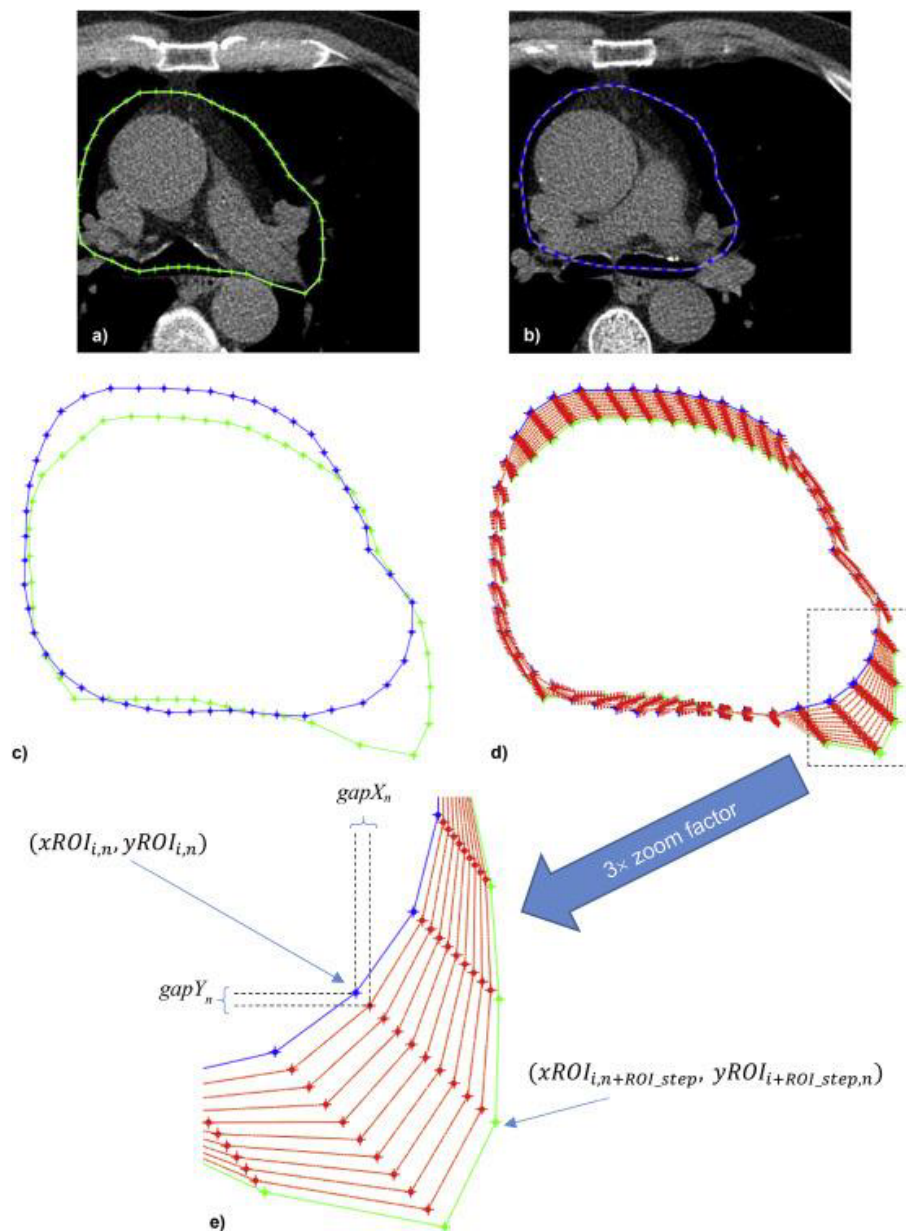 a)
b)
c)
d)
gapXₙ
(xROIᵢ,ₙ, yROIᵢ,ₙ)
3× zoom factor
gapYₙ
(xROIᵢ,ₙ₊ROI_step, yROIᵢ₊ROI_step,ₙ)
e)